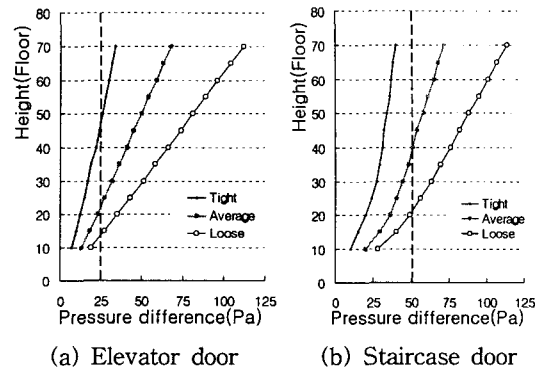 Height(Floor)
80
70
60
50
40
30
20
10
0
Tight
Average
Loose
0 25 50 75 100 125
Pressure difference(Pa)
(a) Elevator door
Height(Floor)
80
70
60
50
40
30
20
10
0
Tight
Average
Loose
0 25 50 75 100 125
Pressure difference(Pa)
(b) Staircase door